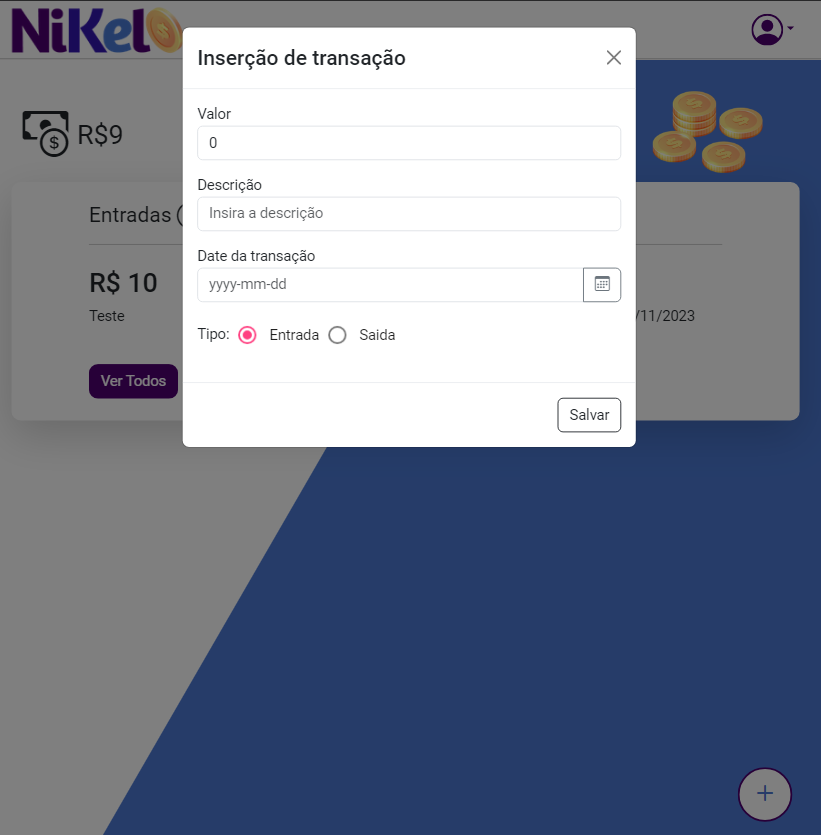 NiKel
Inserção de transação
R$9
Valor
0
Descrição
Insira a descrição
Date da transação
yyyy-mm-dd
Tipo: Entrada Saida
Salvar
Entradas
R$ 10
Teste
/11/2023
Ver Todos